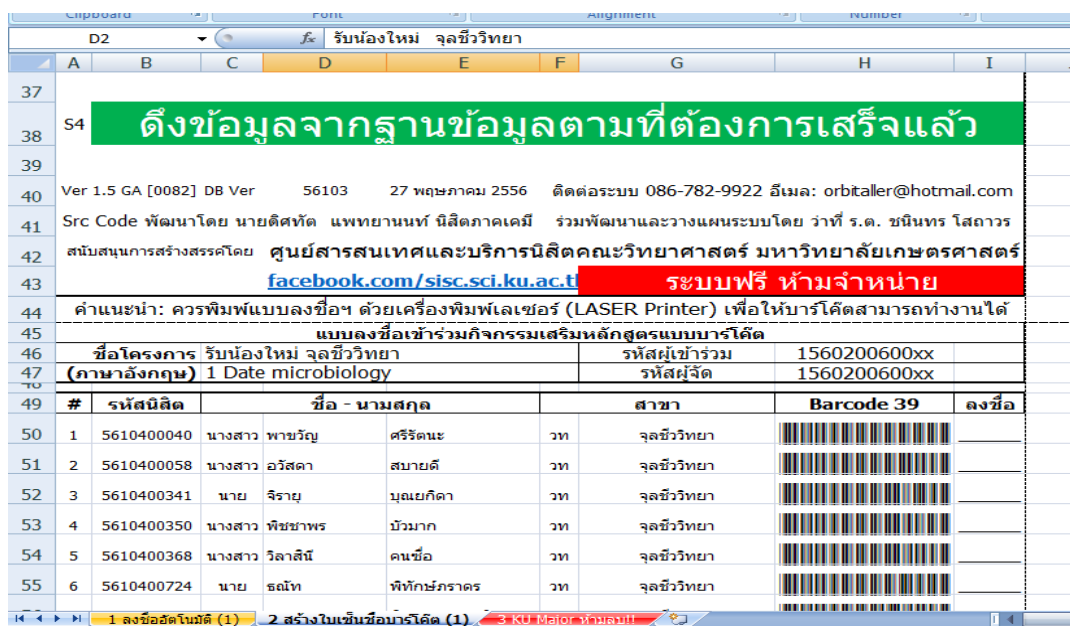 Clipboard Font Alignment Number
D2 fx รับน้องใหม่ จุลชีววิทยา
A B C D E F G H I
37
38 S4 ดึงข้อมูลจากฐานข้อมูลตามที่ต้องการเสร็จแล้ว
39
40 Ver 1.5 GA [0082] DB Ver 56103 27 พฤษภาคม 2556 ติดต่อระบบ 086-782-9922 อีเมล: orbitaller@hotmail.com
41 Src Code พัฒนาโดย นายดิศทัต แพทยานนท์ นิสิตภาคเคมี ร่วมพัฒนาและวางแผนระบบโดย ว่าที่ ร.ต. ชนินทร โสถาวร
42 สนับสนุนการสร้างสรรค์โดย ศูนย์สารสนเทศและบริการนิสิตคณะวิทยาศาสตร์ มหาวิทยาลัยเกษตรศาสตร์
43 facebook.com/sisc.sci.ku.ac.tl ระบบฟรี ห้ามจำหน่าย
44 คำแนะนำ: ควรพิมพ์แบบลงชื่อฯ ด้วยเครื่องพิมพ์เลเซอร์ (LASER Printer) เพื่อให้บาร์โค๊ตสามารถทำงานได้
45 แบบลงชื่อเข้าร่วมกิจกรรมเสริมหลักสูตรแบบบาร์โค๊ต
46 ชื่อโครงการ รับน้องใหม่ จุลชีววิทยา รหัสผู้เข้าร่วม 1560200600xx
47 (ภาษาอังกฤษ) 1 Date microbiology รหัสผู้จัด 1560200600xx
49 # รหัสนิสิต ชื่อ - นามสกุล สาขา Barcode 39 ลงชื่อ
50 1 5610400040 นางสาว พาขวัญ ศรีรัตนะ วท จุลชีววิทยา
51 2 5610400058 นางสาว อวัสดา สบายดี วท จุลชีววิทยา
52 3 5610400341 นาย จิรายุ บุณยกิดา วท จุลชีววิทยา
53 4 5610400350 นางสาว พิชชาพร บัวมาก วท จุลชีววิทยา
54 5 5610400368 นางสาว วิลาสินี คนซื่อ วท จุลชีววิทยา
55 6 5610400724 นาย ธณัท พิทักษ์ภราดร วท จุลชีววิทยา
1 ลงชื่ออัตโนมัติ (1) 2 สร้างใบเซ็นชื่อบาร์โค๊ต (1) 3 KU Major ห้ามลบ!!